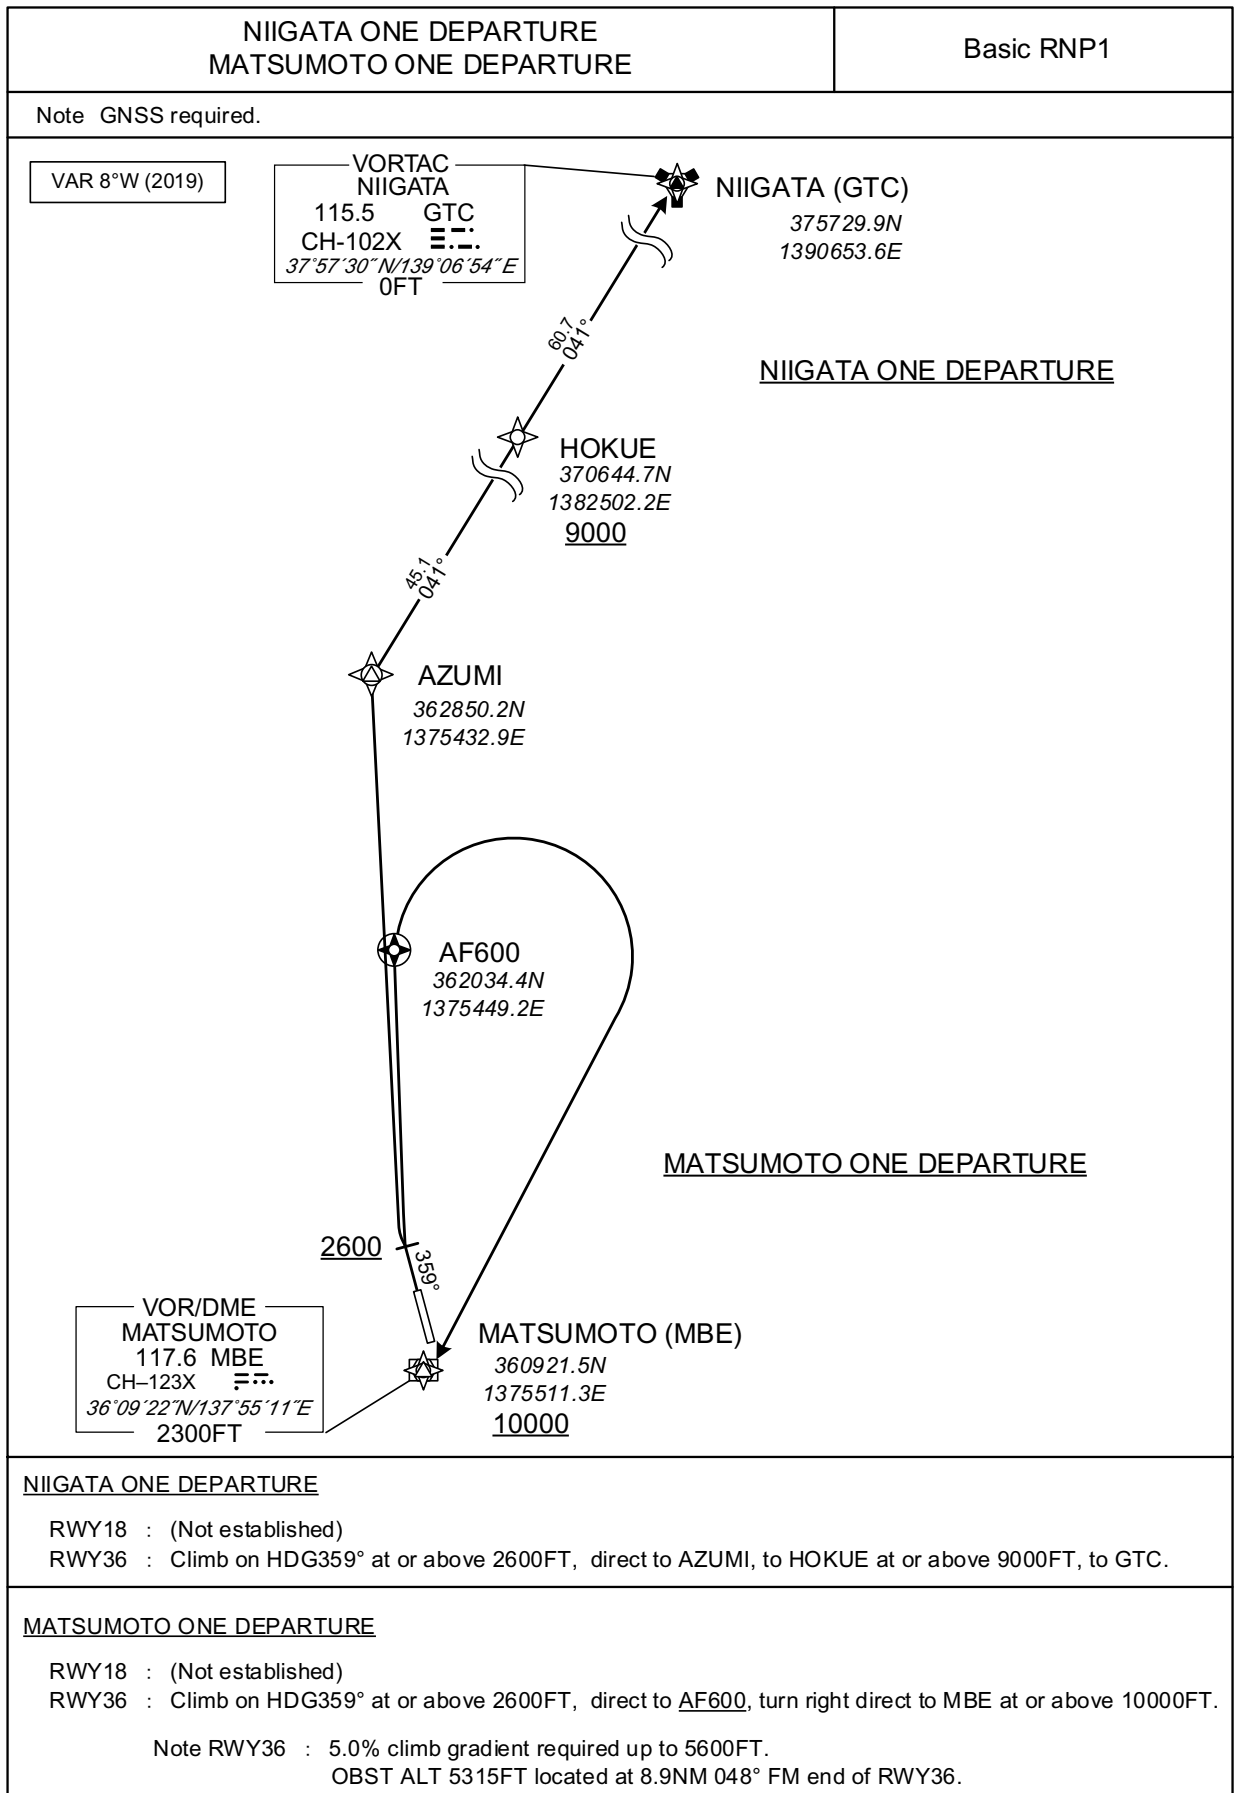 NIIGATA ONE DEPARTURE
MATSUMOTO ONE DEPARTURE
Basic RNP1
Note GNSS required.
VAR 8°W (2019)
VORTAC
NIIGATA
115.5 GTC
CH-102X
37°57´30˝N/139°06´54˝E
0FT
NIIGATA (GTC)
375729.9N
1390653.6E
60.7
041°
NIIGATA ONE DEPARTURE
HOKUE
370644.7N
1382502.2E
9000
45.1
041°
AZUMI
362850.2N
1375432.9E
AF600
362034.4N
1375449.2E
MATSUMOTO ONE DEPARTURE
2600
359°
VOR/DME
MATSUMOTO
117.6 MBE
CH–123X
36°09´22˝N/137°55´11˝E
2300FT
MATSUMOTO (MBE)
360921.5N
1375511.3E
10000
NIIGATA ONE DEPARTURE
RWY18 : (Not established)
RWY36 : Climb on HDG359° at or above 2600FT, direct to AZUMI, to HOKUE at or above 9000FT, to GTC.
MATSUMOTO ONE DEPARTURE
RWY18 : (Not established)
RWY36 : Climb on HDG359° at or above 2600FT, direct to AF600, turn right direct to MBE at or above 10000FT.
Note RWY36 : 5.0% climb gradient required up to 5600FT.
OBST ALT 5315FT located at 8.9NM 048° FM end of RWY36.